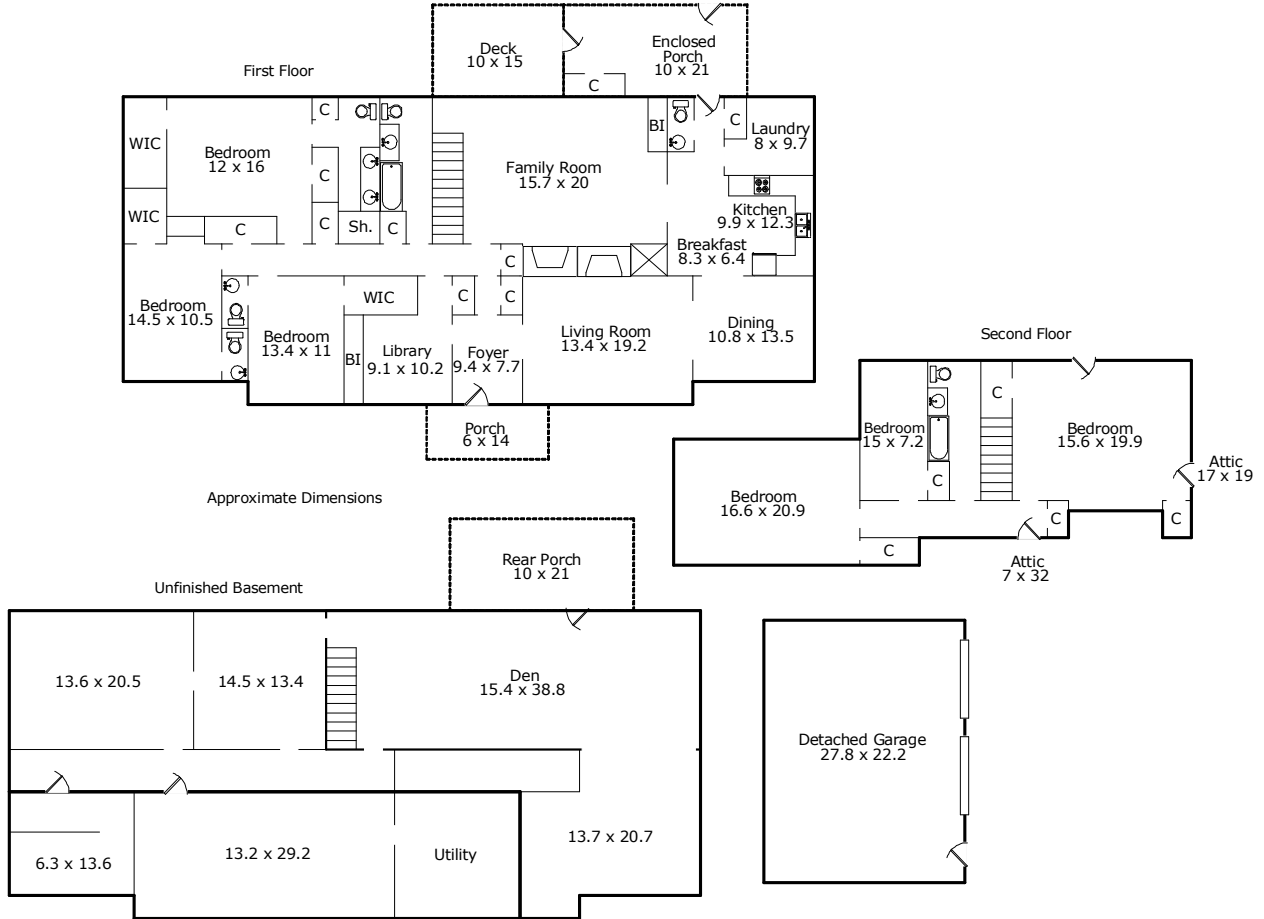 First Floor
Deck
10 x 15
Enclosed
Porch
10 x 21
C
WIC
Bedroom
12 x 16
C
C
C
C
WIC
Sh.
C
Family Room
15.7 x 20
BI
C
Laundry
8 x 9.7
Kitchen
9.9 x 12.3
Breakfast
8.3 x 6.4
C
Bedroom
14.5 x 10.5
Bedroom
13.4 x 11
WIC
BI
Library
9.1 x 10.2
C
C
Foyer
9.4 x 7.7
Living Room
13.4 x 19.2
Dining
10.8 x 13.5
Porch
6 x 14
Second Floor
Bedroom
15 x 7.2
C
C
Bedroom
15.6 x 19.9
Attic
17 x 19
Bedroom
16.6 x 20.9
C
C
C
Attic
7 x 32
Approximate Dimensions
Unfinished Basement
Rear Porch
10 x 21
13.6 x 20.5
14.5 x 13.4
Den
15.4 x 38.8
6.3 x 13.6
13.2 x 29.2
Utility
13.7 x 20.7
Detached Garage
27.8 x 22.2